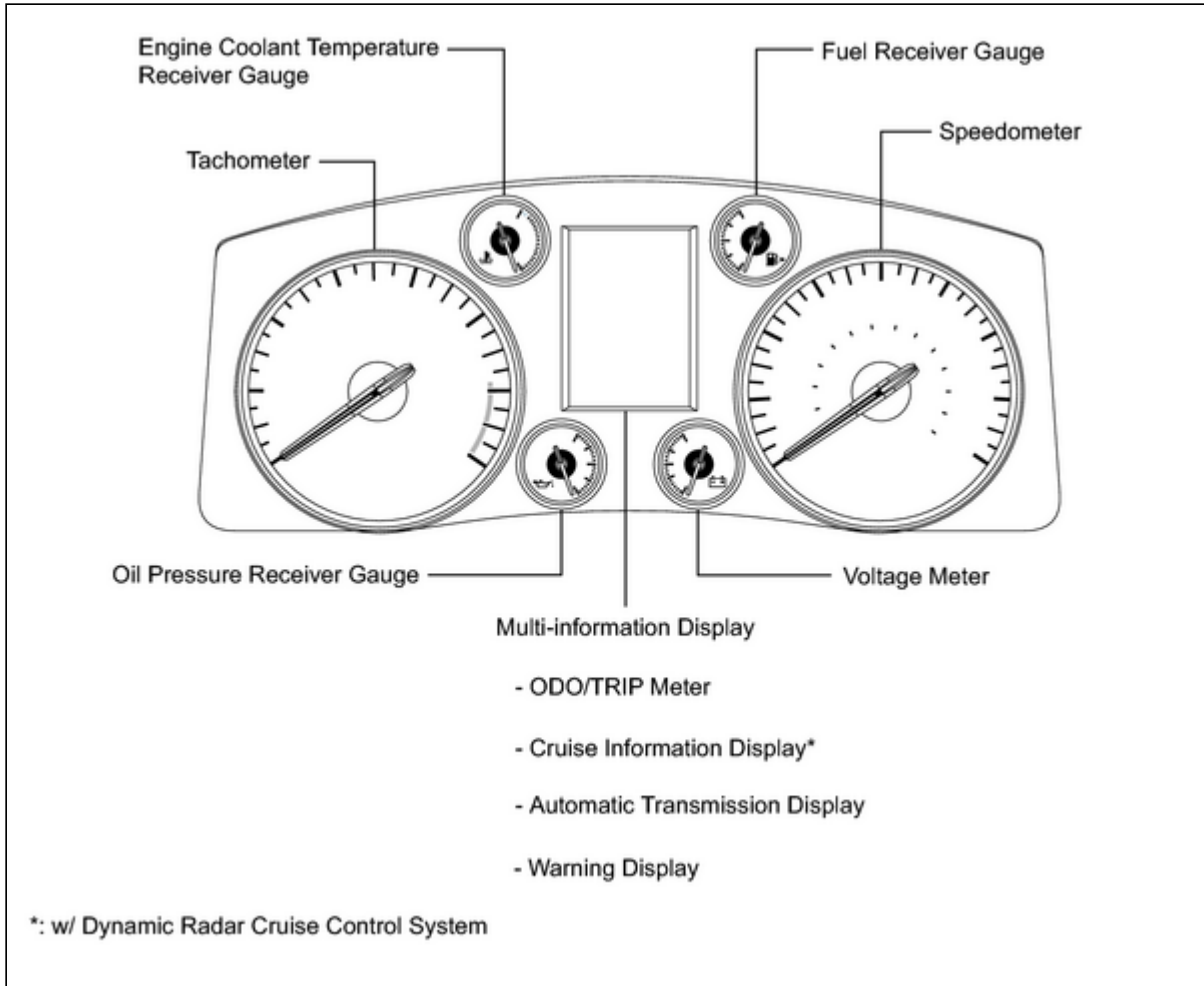 Engine Coolant Temperature
Receiver Gauge
Fuel Receiver Gauge
Speedometer
Tachometer
Oil Pressure Receiver Gauge
Voltage Meter
Multi-information Display
- ODO/TRIP Meter
- Cruise Information Display*
- Automatic Transmission Display
- Warning Display
*: w/ Dynamic Radar Cruise Control System